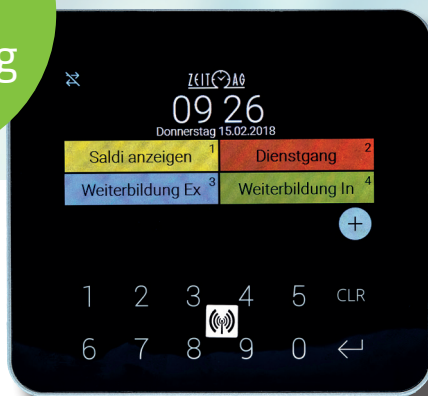 g
ZEIT AG
09 26
Donnerstag 15.02.2018
Saldi anzeigen 1
Dienstgang 2
Weiterbildung Ex 3
Weiterbildung In 4
+
1 2 3 4 5 CLR
6 7 8 9 0